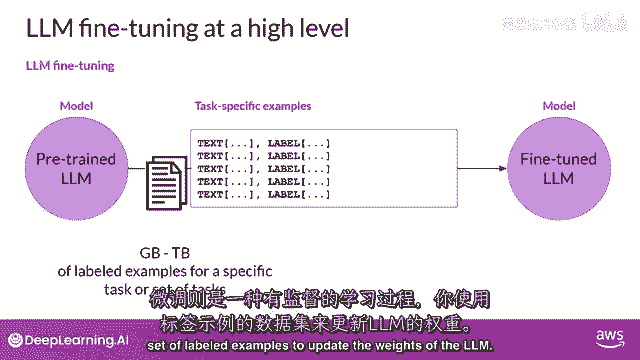 LLM fine-tuning at a high level
LLM fine-tuning
Model
Task-specific examples
Model
Pre-trained
LLM
TEXT[...], LABEL[...]
TEXT[...], LABEL[...]
TEXT[...], LABEL[...]
TEXT[...], LABEL[...]
TEXT[...], LABEL[...]
Fine-tuned
LLM
GB - TB
of labeled examples for a specific
task or set of tasks
微调则是一种有监督的学习过程，你使用
标签示例的数据集来更新LLM的权重。
set of labeled examples to update the weights of the LLM.
DeepLearning.AI
aws